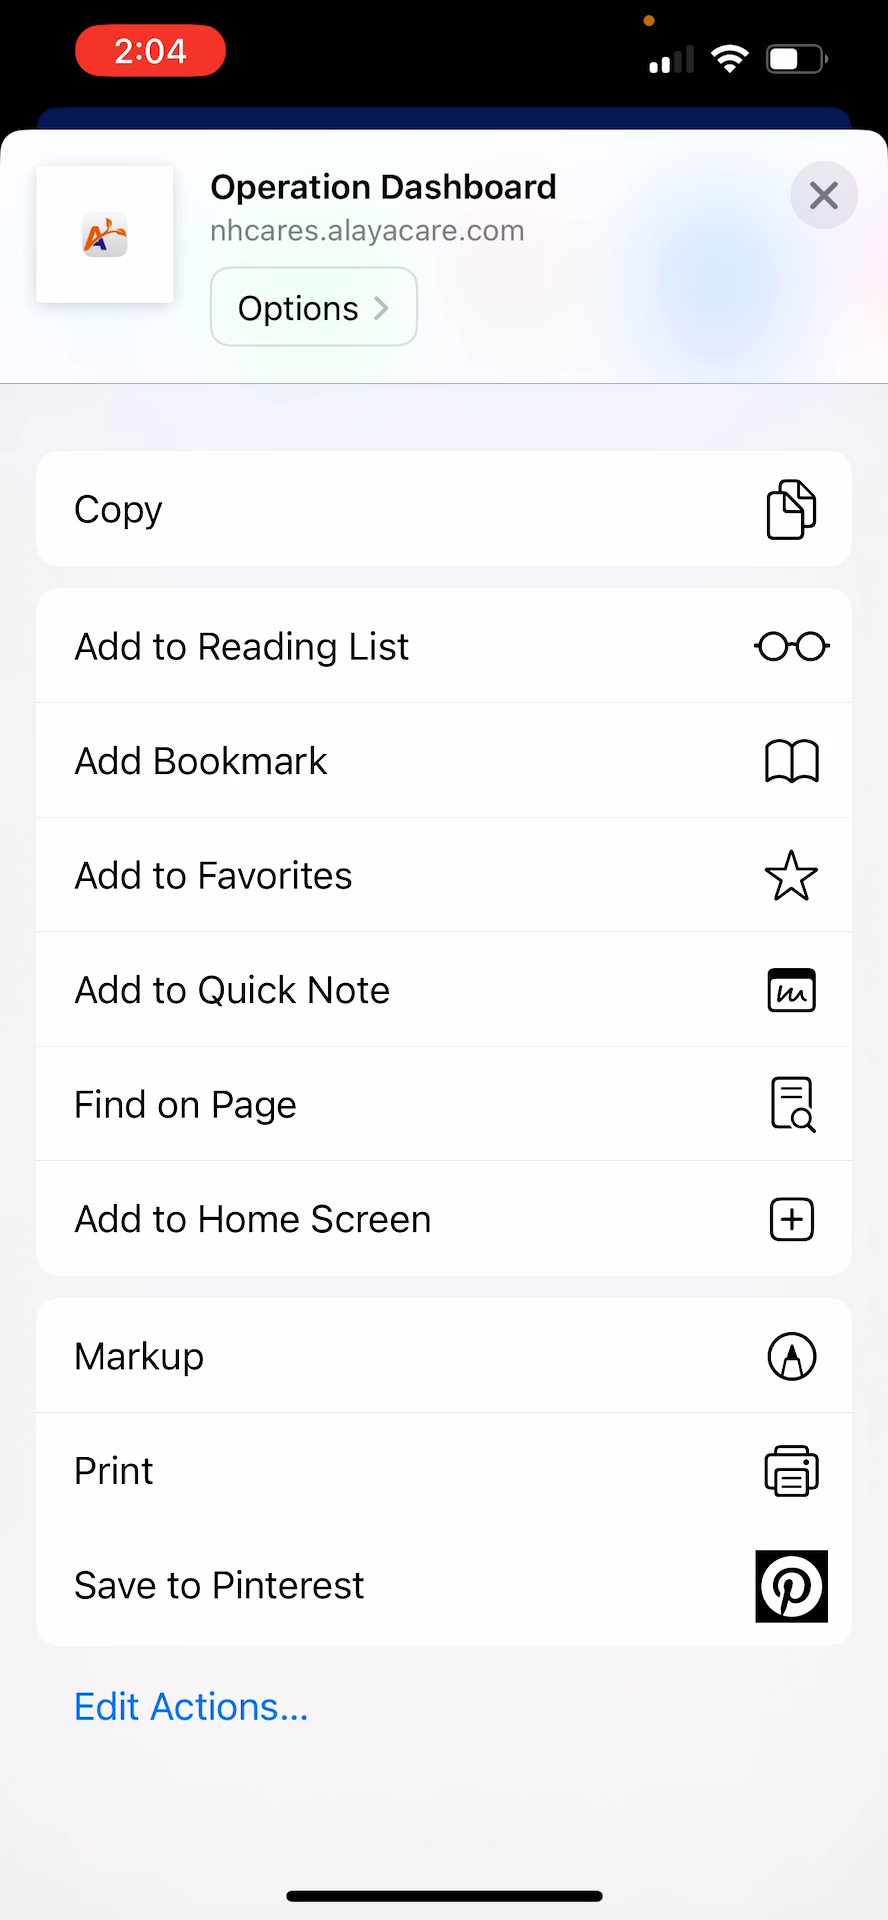 2:04
Operation Dashboard
nhcares.alayacare.com
Options
Copy
Add to Reading List
Add Bookmark
Add to Favorites
Add to Quick Note
Find on Page
Add to Home Screen
Markup
Print
Save to Pinterest
Edit Actions...